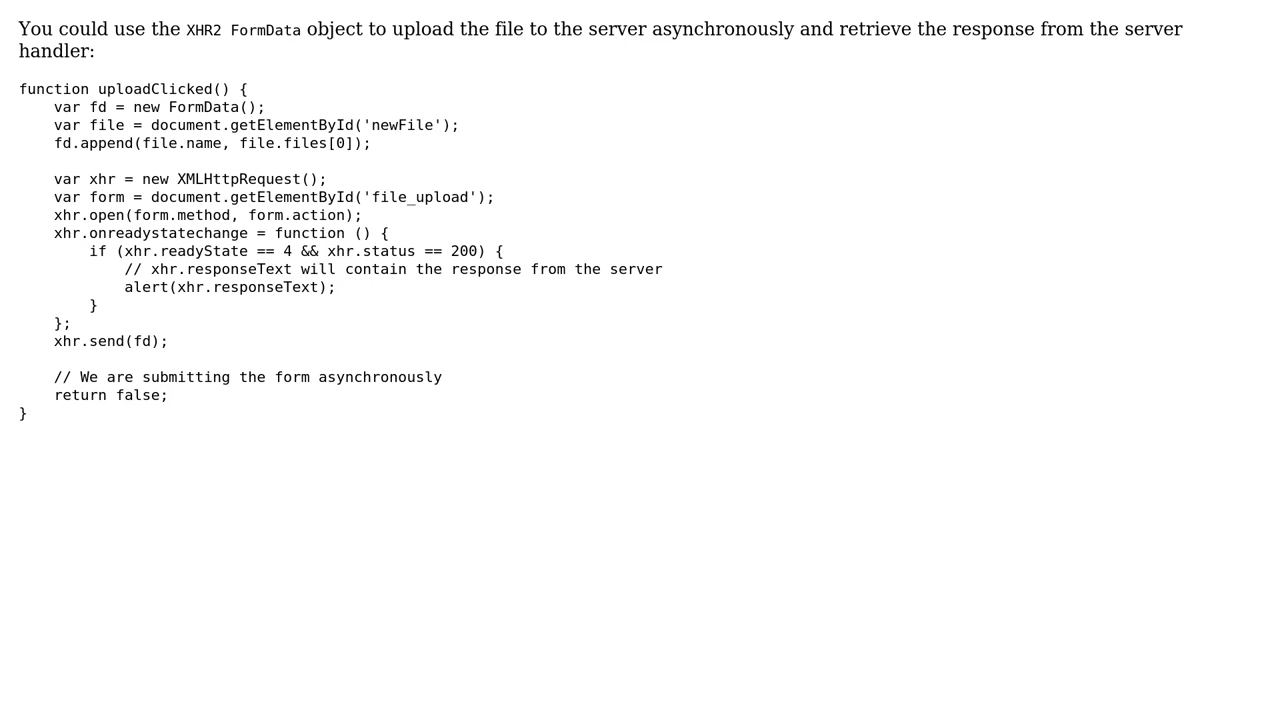 You could use the XHR2 FormData object to upload the file to the server asynchronously and retrieve the response from the server
handler:
function uploadClicked() {
    var fd = new FormData();
    var file = document.getElementById('newFile');
    fd.append(file.name, file.files[0]);

    var xhr = new XMLHttpRequest();
    var form = document.getElementById('file_upload');
    xhr.open(form.method, form.action);
    xhr.onreadystatechange = function () {
        if (xhr.readyState == 4 && xhr.status == 200) {
            // xhr.responseText will contain the response from the server
            alert(xhr.responseText);
        }
    };
    xhr.send(fd);

    // We are submitting the form asynchronously
    return false;
}